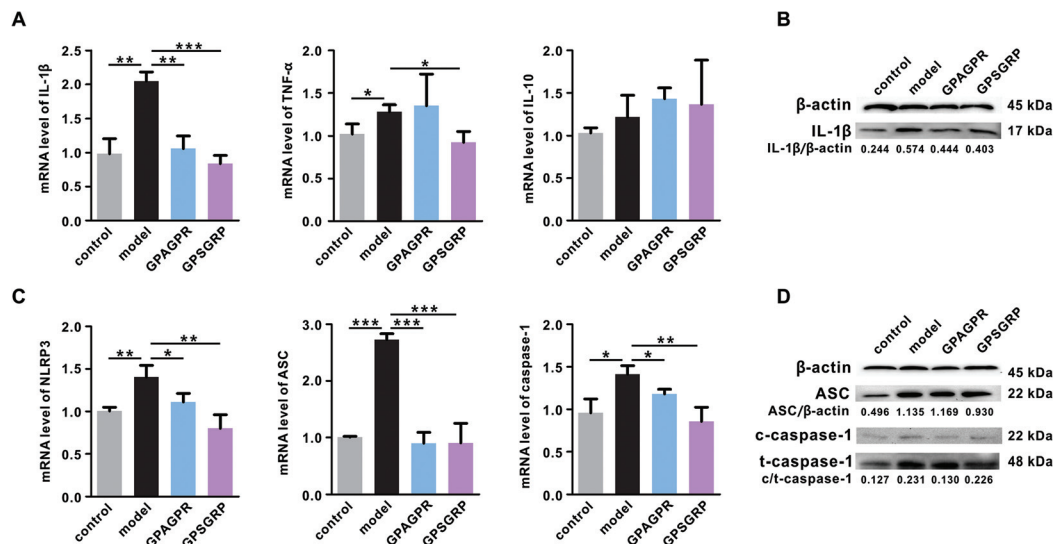 A
mRNA level of IL-1β
2.5
2.0
1.5
1.0
0.5
0.0
** ** ***
control model GPAGPR GPSGRP
mRNA level of TNF-α
2.0
1.5
1.0
0.5
0.0
* *
control model GPAGPR GPSGRP
mRNA level of IL-10
2.0
1.5
1.0
0.5
0.0
control model GPAGPR GPSGRP
B
control model GPAGPR GPSGRP
β-actin 45 kDa
IL-1β 17 kDa
IL-1β/β-actin 0.244 0.574 0.444 0.403
C
mRNA level of NLRP3
2.0
1.5
1.0
0.5
0.0
** * **
control model GPAGPR GPSGRP
mRNA level of ASC
3.0
2.0
1.0
0.0
*** *** ***
control model GPAGPR GPSGRP
mRNA level of caspase-1
2.0
1.5
1.0
0.5
0.0
* * **
control model GPAGPR GPSGRP
D
control model GPAGPR GPSGRP
β-actin 45 kDa
ASC 22 kDa
ASC/β-actin
0.496 1.135 1.169 0.930
c-caspase-1 22 kDa
t-caspase-1 48 kDa
c/t-caspase-1
0.127 0.231 0.130 0.226